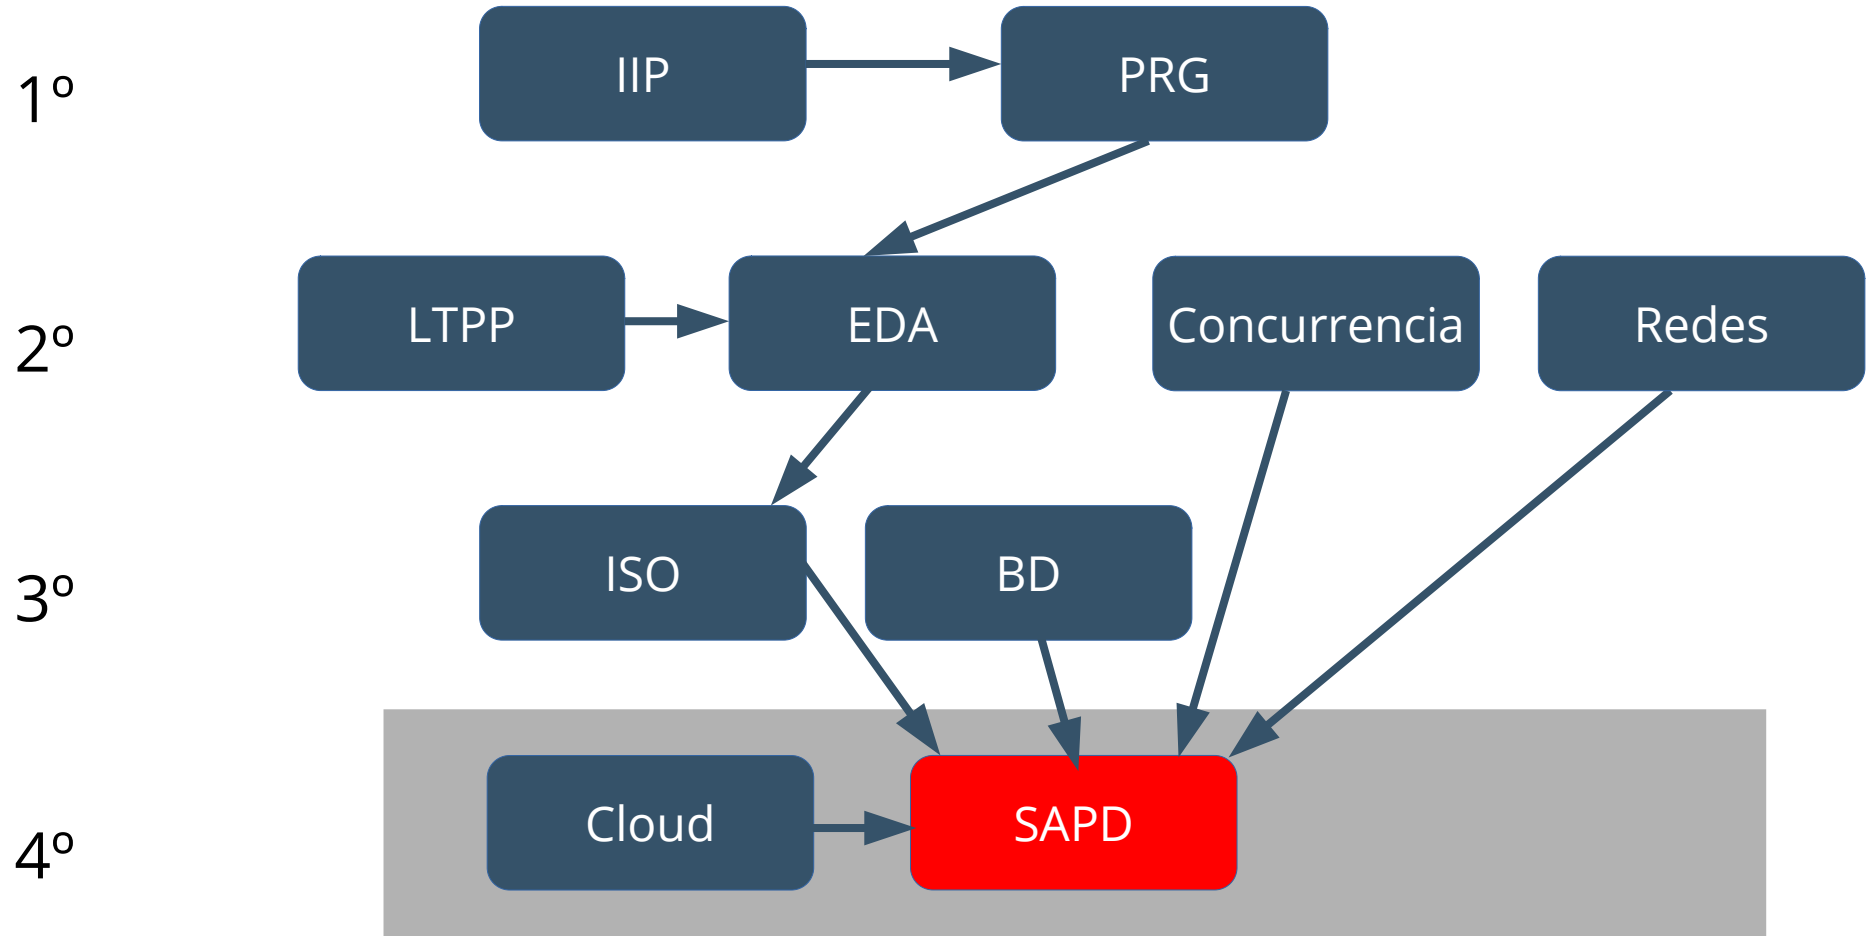 1º
IIP
PRG
2º
LTPP
EDA
Concurrencia
Redes
3º
ISO
BD
4º
Cloud
SAPD